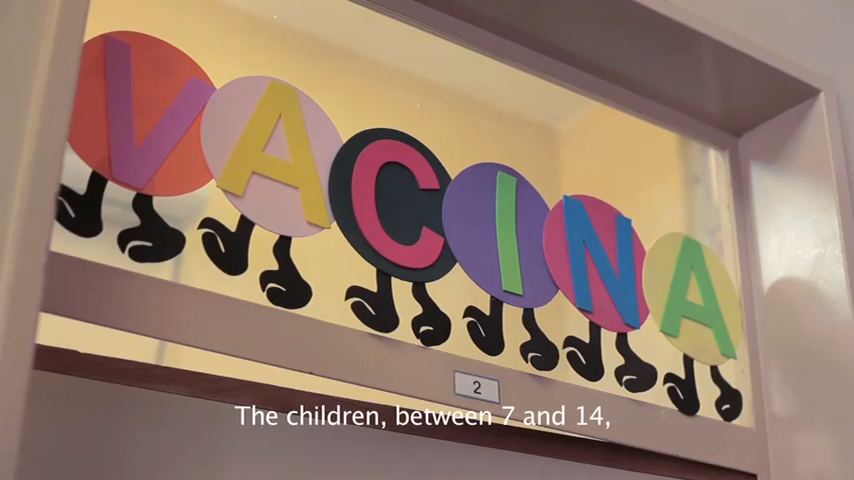 VACINA
2
The children, between 7 and 14,